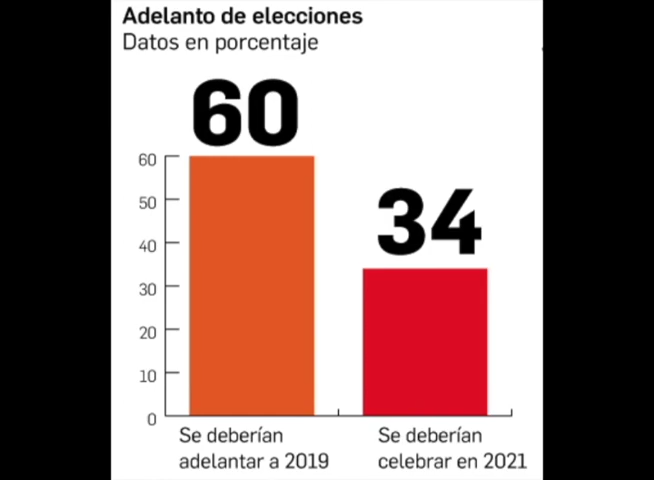 Adelanto de elecciones
Datos en porcentaje
60
34
60
50
40
30
20
10
0
Se deberían
adelantar a 2019
Se deberían
celebrar en 2021